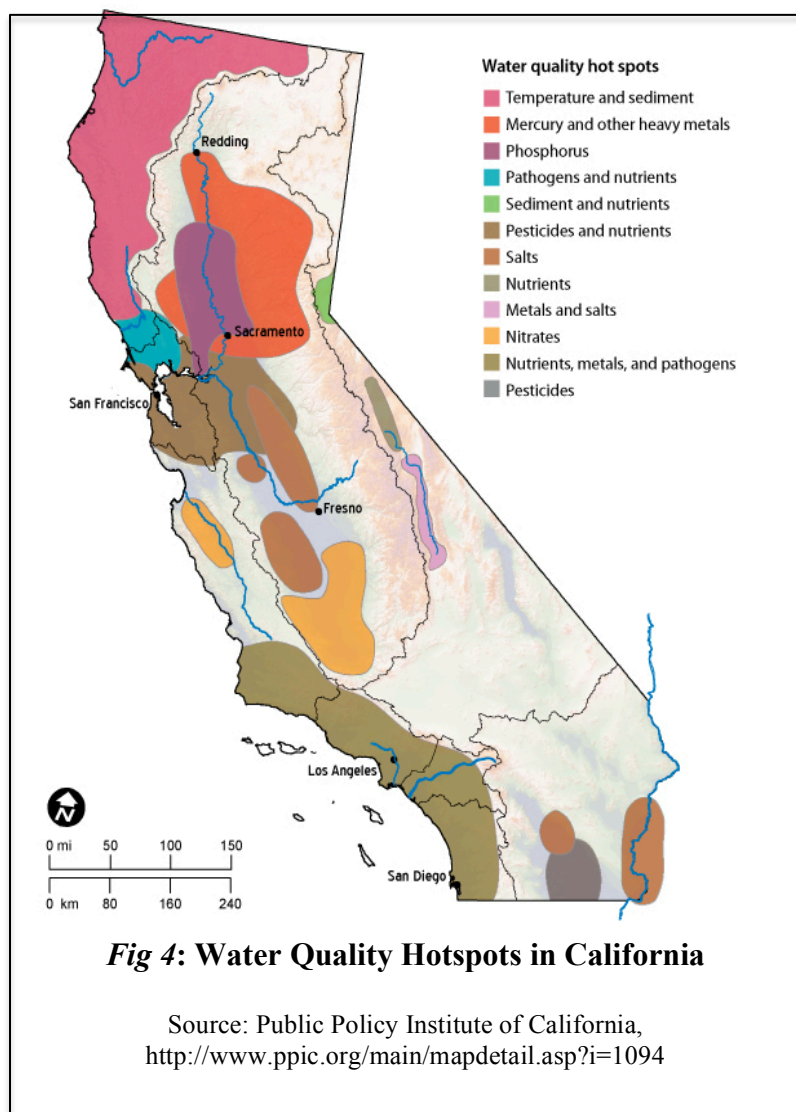 Water quality hot spots
Temperature and sediment
Mercury and other heavy metals
Phosphorus
Pathogens and nutrients
Sediment and nutrients
Pesticides and nutrients
Salts
Nutrients
Metals and salts
Nitrates
Nutrients, metals, and pathogens
Pesticides
Redding
Sacramento
San Francisco
Fresno
Los Angeles
San Diego
N
0 mi 50 100 150
0 km 80 160 240
Fig 4: Water Quality Hotspots in California
Source: Public Policy Institute of California,
http://www.ppic.org/main/mapdetail.asp?i=1094